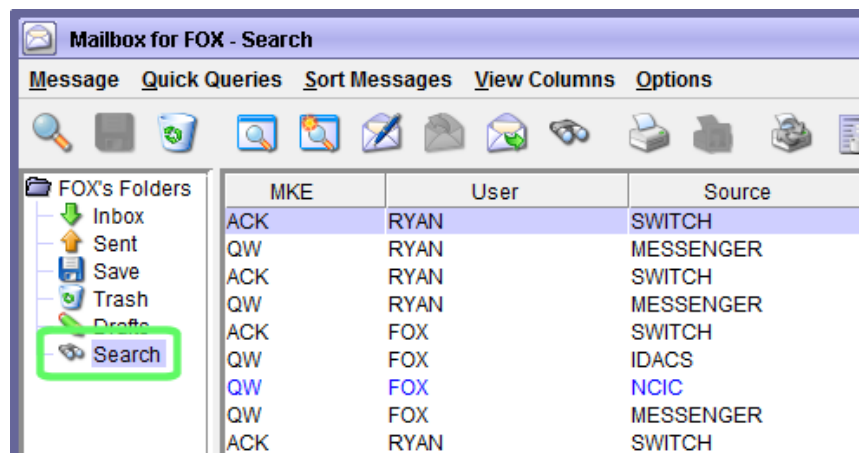 Mailbox for FOX - Search
Message Quick Queries Sort Messages View Columns Options
FOX's Folders
Inbox
Sent
Save
Trash
Drafts
Search
MKE User Source
ACK RYAN SWITCH
QW RYAN MESSENGER
ACK RYAN SWITCH
QW RYAN MESSENGER
ACK FOX SWITCH
QW FOX IDACS
QW FOX NCIC
QW FOX MESSENGER
ACK RYAN SWITCH